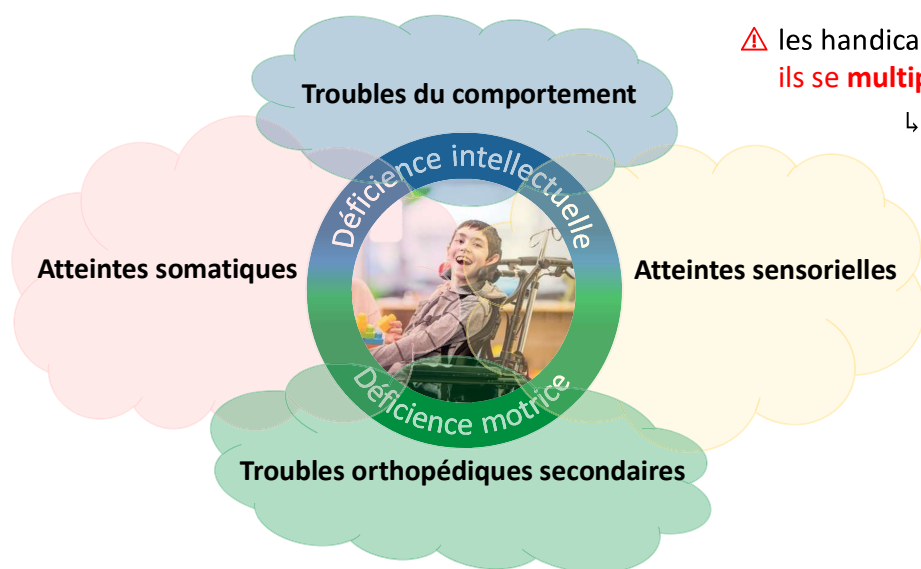 ⚠ les handica
ils se multip
↳
Troubles du comportement
Déficience intellectuelle
Atteintes somatiques
Atteintes sensorielles
Déficience motrice
Troubles orthopédiques secondaires